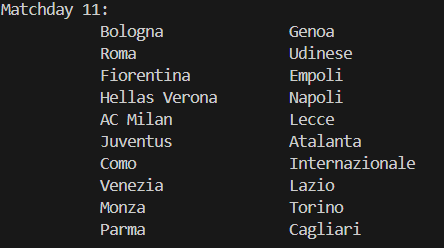 Matchday 11:
Bologna Genoa
Roma Udinese
Fiorentina Empoli
Hellas Verona Napoli
AC Milan Lecce
Juventus Atalanta
Como Internazionale
Venezia Lazio
Monza Torino
Parma Cagliari